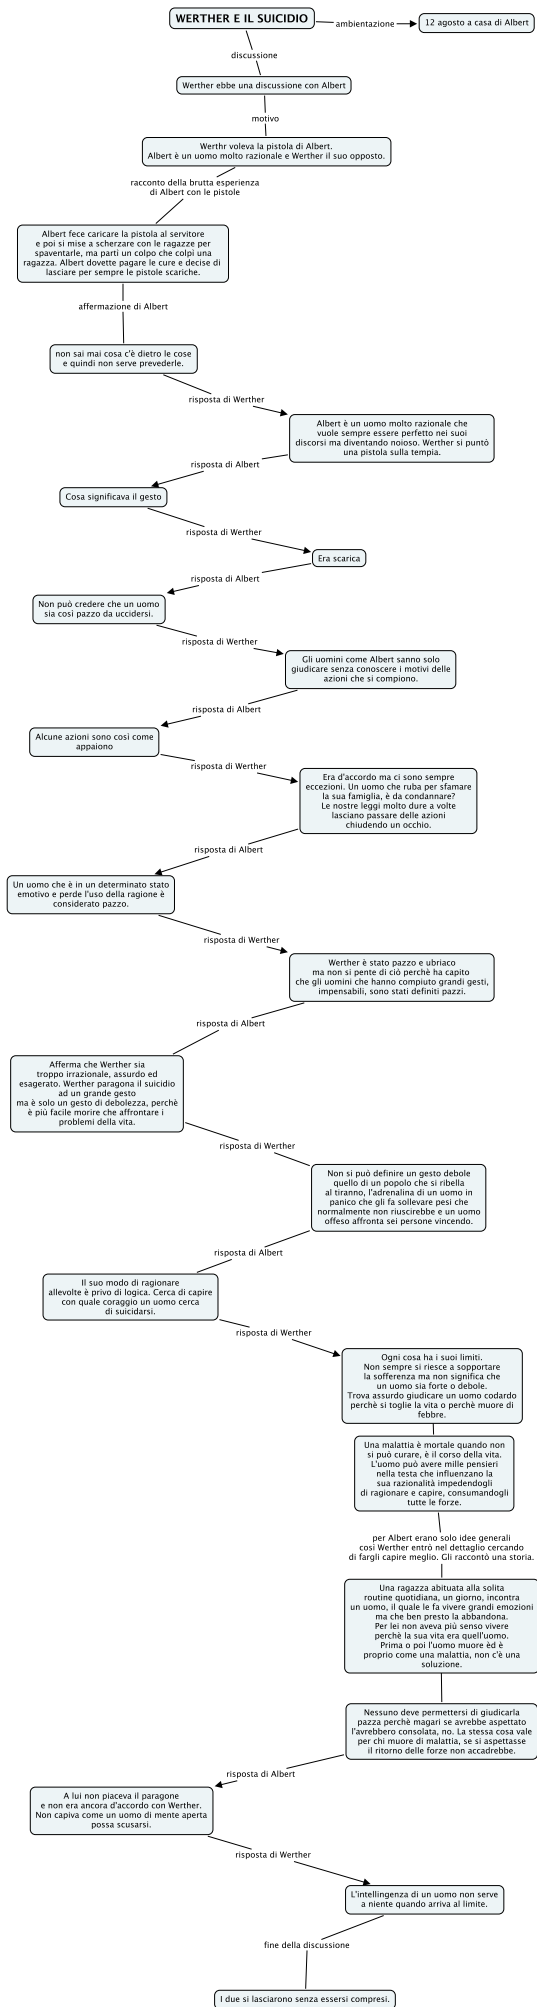 WERTHER E IL SUICIDIO
ambientazione
12 agosto a casa di Albert
discussione
Werther ebbe una discussione con Albert
motivo
Werthr voleva la pistola di Albert.
Albert è un uomo molto razionale e Werther il suo opposto.
racconto della brutta esperienza
di Albert con le pistole
Albert fece caricare la pistola al servitore
e poi si mise a scherzare con le ragazze per
spaventarle, ma partì un colpo che colpì una
ragazza. Albert dovette pagare le cure e decise di
lasciare per sempre le pistole scariche.
affermazione di Albert
non sai mai cosa c'è dietro le cose
e quindi non serve prevederle.
risposta di Werther
Albert è un uomo molto razionale che
vuole sempre essere perfetto nei suoi
discorsi ma diventando noioso. Werther si puntò
una pistola sulla tempia.
risposta di Albert
Cosa significava il gesto
risposta di Werther
Era scarica
risposta di Albert
Non può credere che un uomo
sia così pazzo da uccidersi.
risposta di Werther
Gli uomini come Albert sanno solo
giudicare senza conoscere i motivi delle
azioni che si compiono.
risposta di Albert
Alcune azioni sono così come
appaiono
risposta di Werther
Era d'accordo ma ci sono sempre
eccezioni. Un uomo che ruba per sfamare
la sua famiglia, è da condannare?
Le nostre leggi molto dure a volte
lasciano passare delle azioni
chiudendo un occhio.
risposta di Albert
Un uomo che è in un determinato stato
emotivo e perde l'uso della ragione è
considerato pazzo.
risposta di Werther
Werther è stato pazzo e ubriaco
ma non si pente di ciò perchè ha capito
che gli uomini che hanno compiuto grandi gesti,
impensabili, sono stati definiti pazzi.
risposta di Albert
Afferma che Werther sia
troppo irrazionale, assurdo ed
esagerato. Werther paragona il suicidio
ad un grande gesto
ma è solo un gesto di debolezza, perchè
è più facile morire che affrontare i
problemi della vita.
risposta di Werther
Non si può definire un gesto debole
quello di un popolo che si ribella
al tiranno, l'adrenalina di un uomo in
panico che gli fa sollevare pesi che
normalmente non riuscirebbe e un uomo
offeso affronta sei persone vincendo.
risposta di Albert
Il suo modo di ragionare
allevolte è privo di logica. Cerca di capire
con quale coraggio un uomo cerca
di suicidarsi.
risposta di Werther
Ogni cosa ha i suoi limiti.
Non sempre si riesce a sopportare
la sofferenza ma non significa che
un uomo sia forte o debole.
Trova assurdo giudicare un uomo codardo
perchè si toglie la vita o perchè muore di
febbre.
Una malattia è mortale quando non
si può curare, è il corso della vita.
L'uomo può avere mille pensieri
nella testa che influenzano la
sua razionalità impedendogli
di ragionare e capire, consumandogli
tutte le forze.
per Albert erano solo idee generali
così Werther entrò nel dettaglio cercando
di fargli capire meglio. Gli raccontò una storia.
Una ragazza abituata alla solita
routine quotidiana, un giorno, incontra
un uomo, il quale le fa vivere grandi emozioni
ma che ben presto la abbandona.
Per lei non aveva più senso vivere
perchè la sua vita era quell'uomo.
Prima o poi l'uomo muore èd è
proprio come una malattia, non c'è una
soluzione.
Nessuno deve permettersi di giudicarla
pazza perchè magari se avrebbe aspettato
l'avrebbero consolata, no. La stessa cosa vale
per chi muore di malattia, se si aspettasse
il ritorno delle forze non accadrebbe.
risposta di Albert
A lui non piaceva il paragone
e non era ancora d'accordo con Werther.
Non capiva come un uomo di mente aperta
possa scusarsi.
risposta di Werther
L'intellingenza di un uomo non serve
a niente quando arriva al limite.
fine della discussione
I due si lasciarono senza essersi compresi.